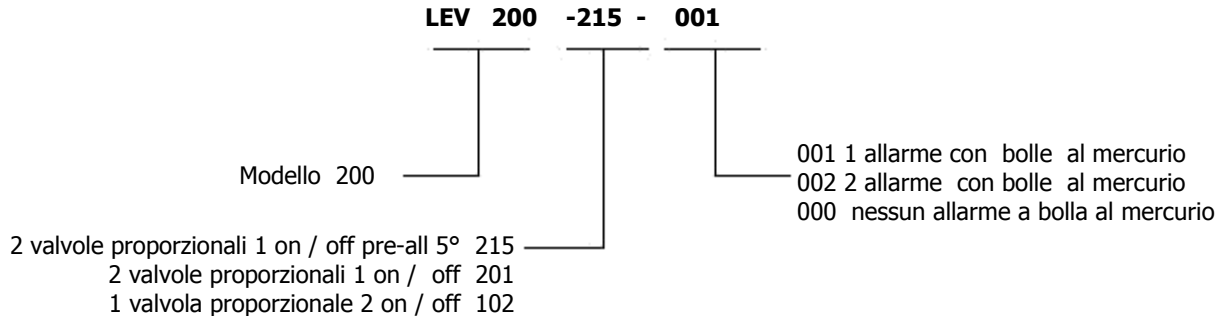 LEV 200 -215 - 001
001 1 allarme con bolle al mercurio
Modello 200
002 2 allarme con bolle al mercurio
000 nessun allarme a bolla al mercurio
2 valvole proporzionali 1 on / off pre-all 5° 215
2 valvole proporzionali 1 on / off 201
1 valvola proporzionale 2 on / off 102